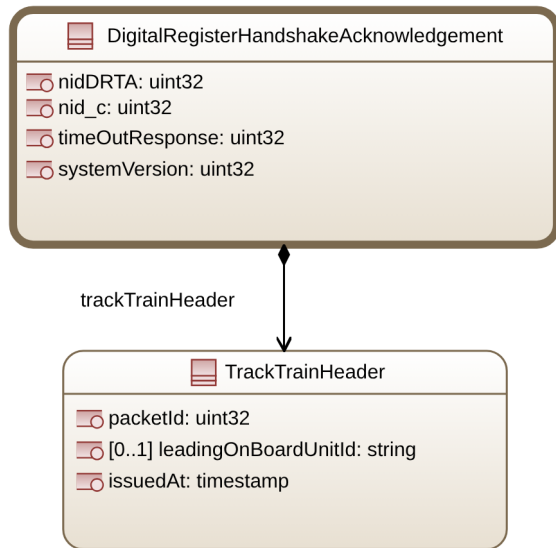 DigitalRegisterHandshakeAcknowledgement
nidDRTA: uint32
nid_c: uint32
timeOutResponse: uint32
systemVersion: uint32
trackTrainHeader
TrackTrainHeader
packetId: uint32
[0..1] leadingOnBoardUnitId: string
issuedAt: timestamp